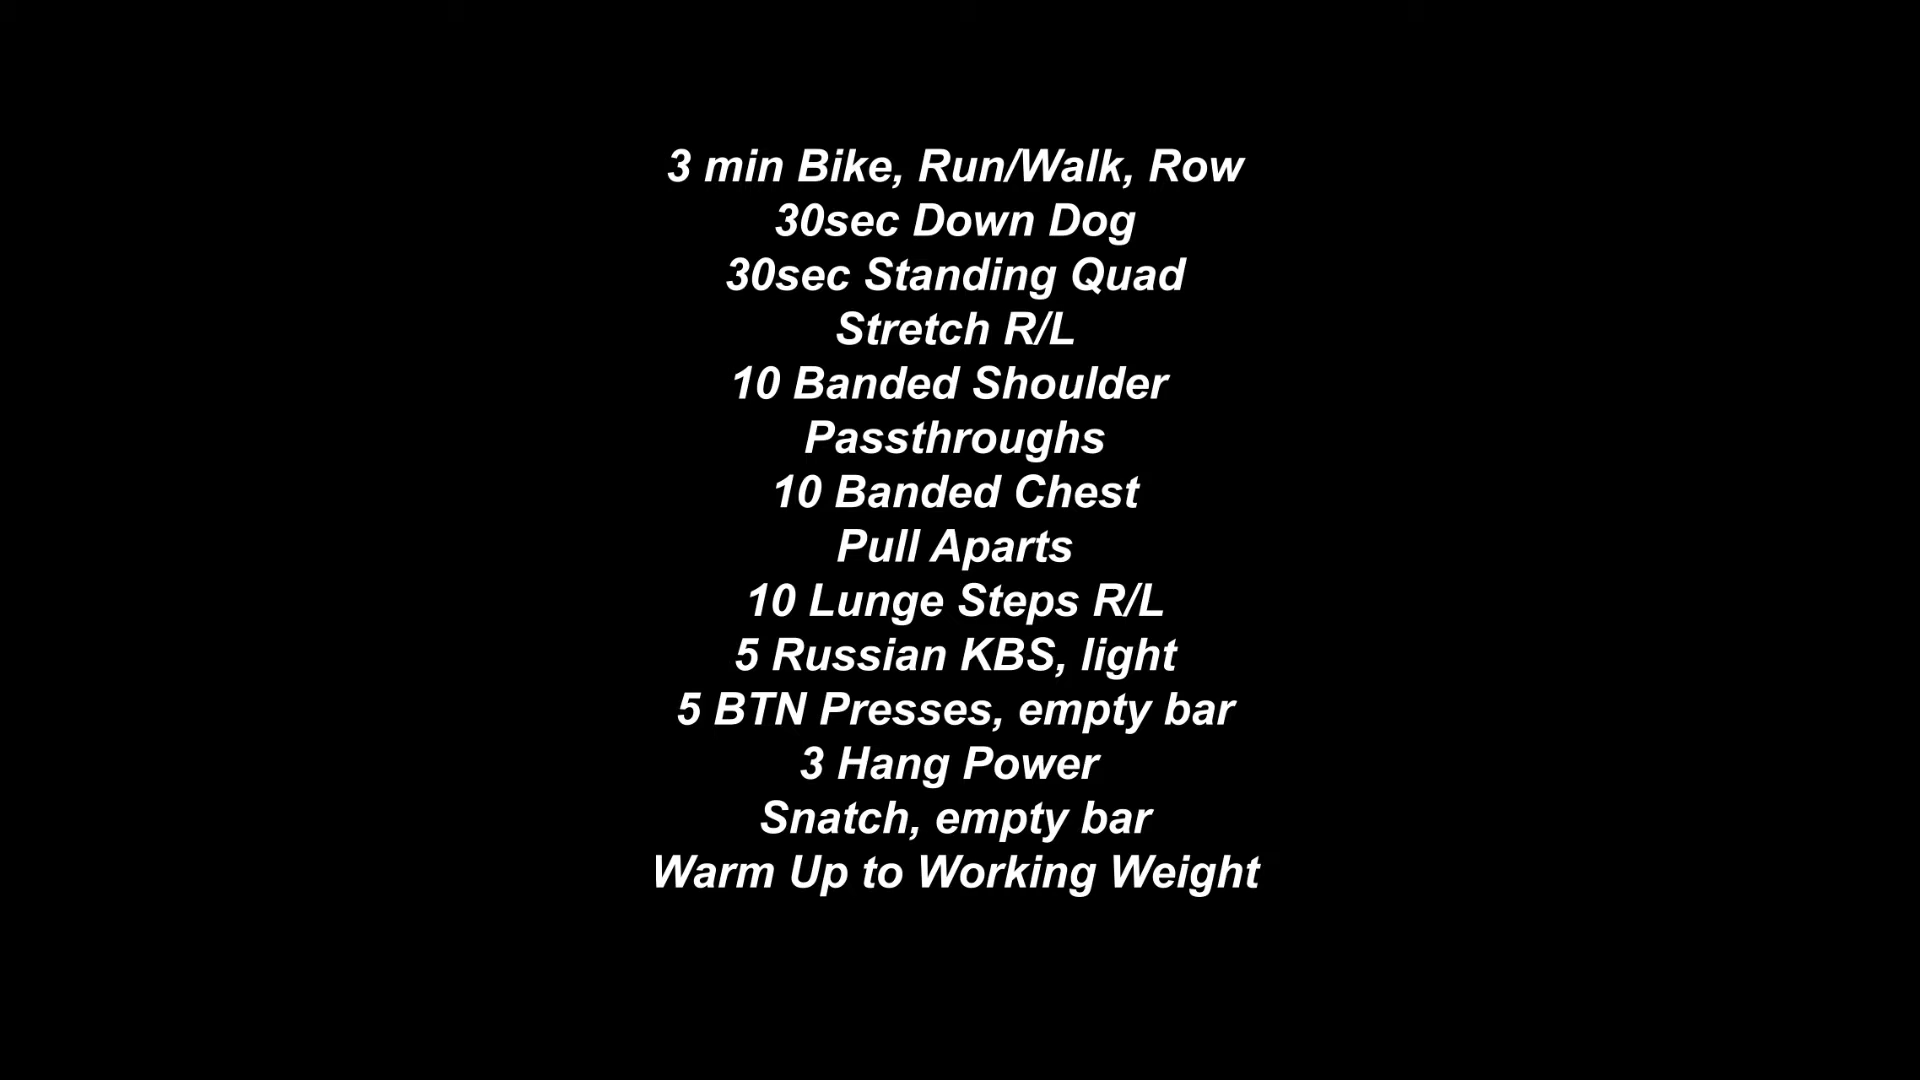 3 min Bike, Run/Walk, Row
30sec Down Dog
30sec Standing Quad
Stretch R/L
10 Banded Shoulder
Passthroughs
10 Banded Chest
Pull Aparts
10 Lunge Steps R/L
5 Russian KBS, light
5 BTN Presses, empty bar
3 Hang Power
Snatch, empty bar
Warm Up to Working Weight